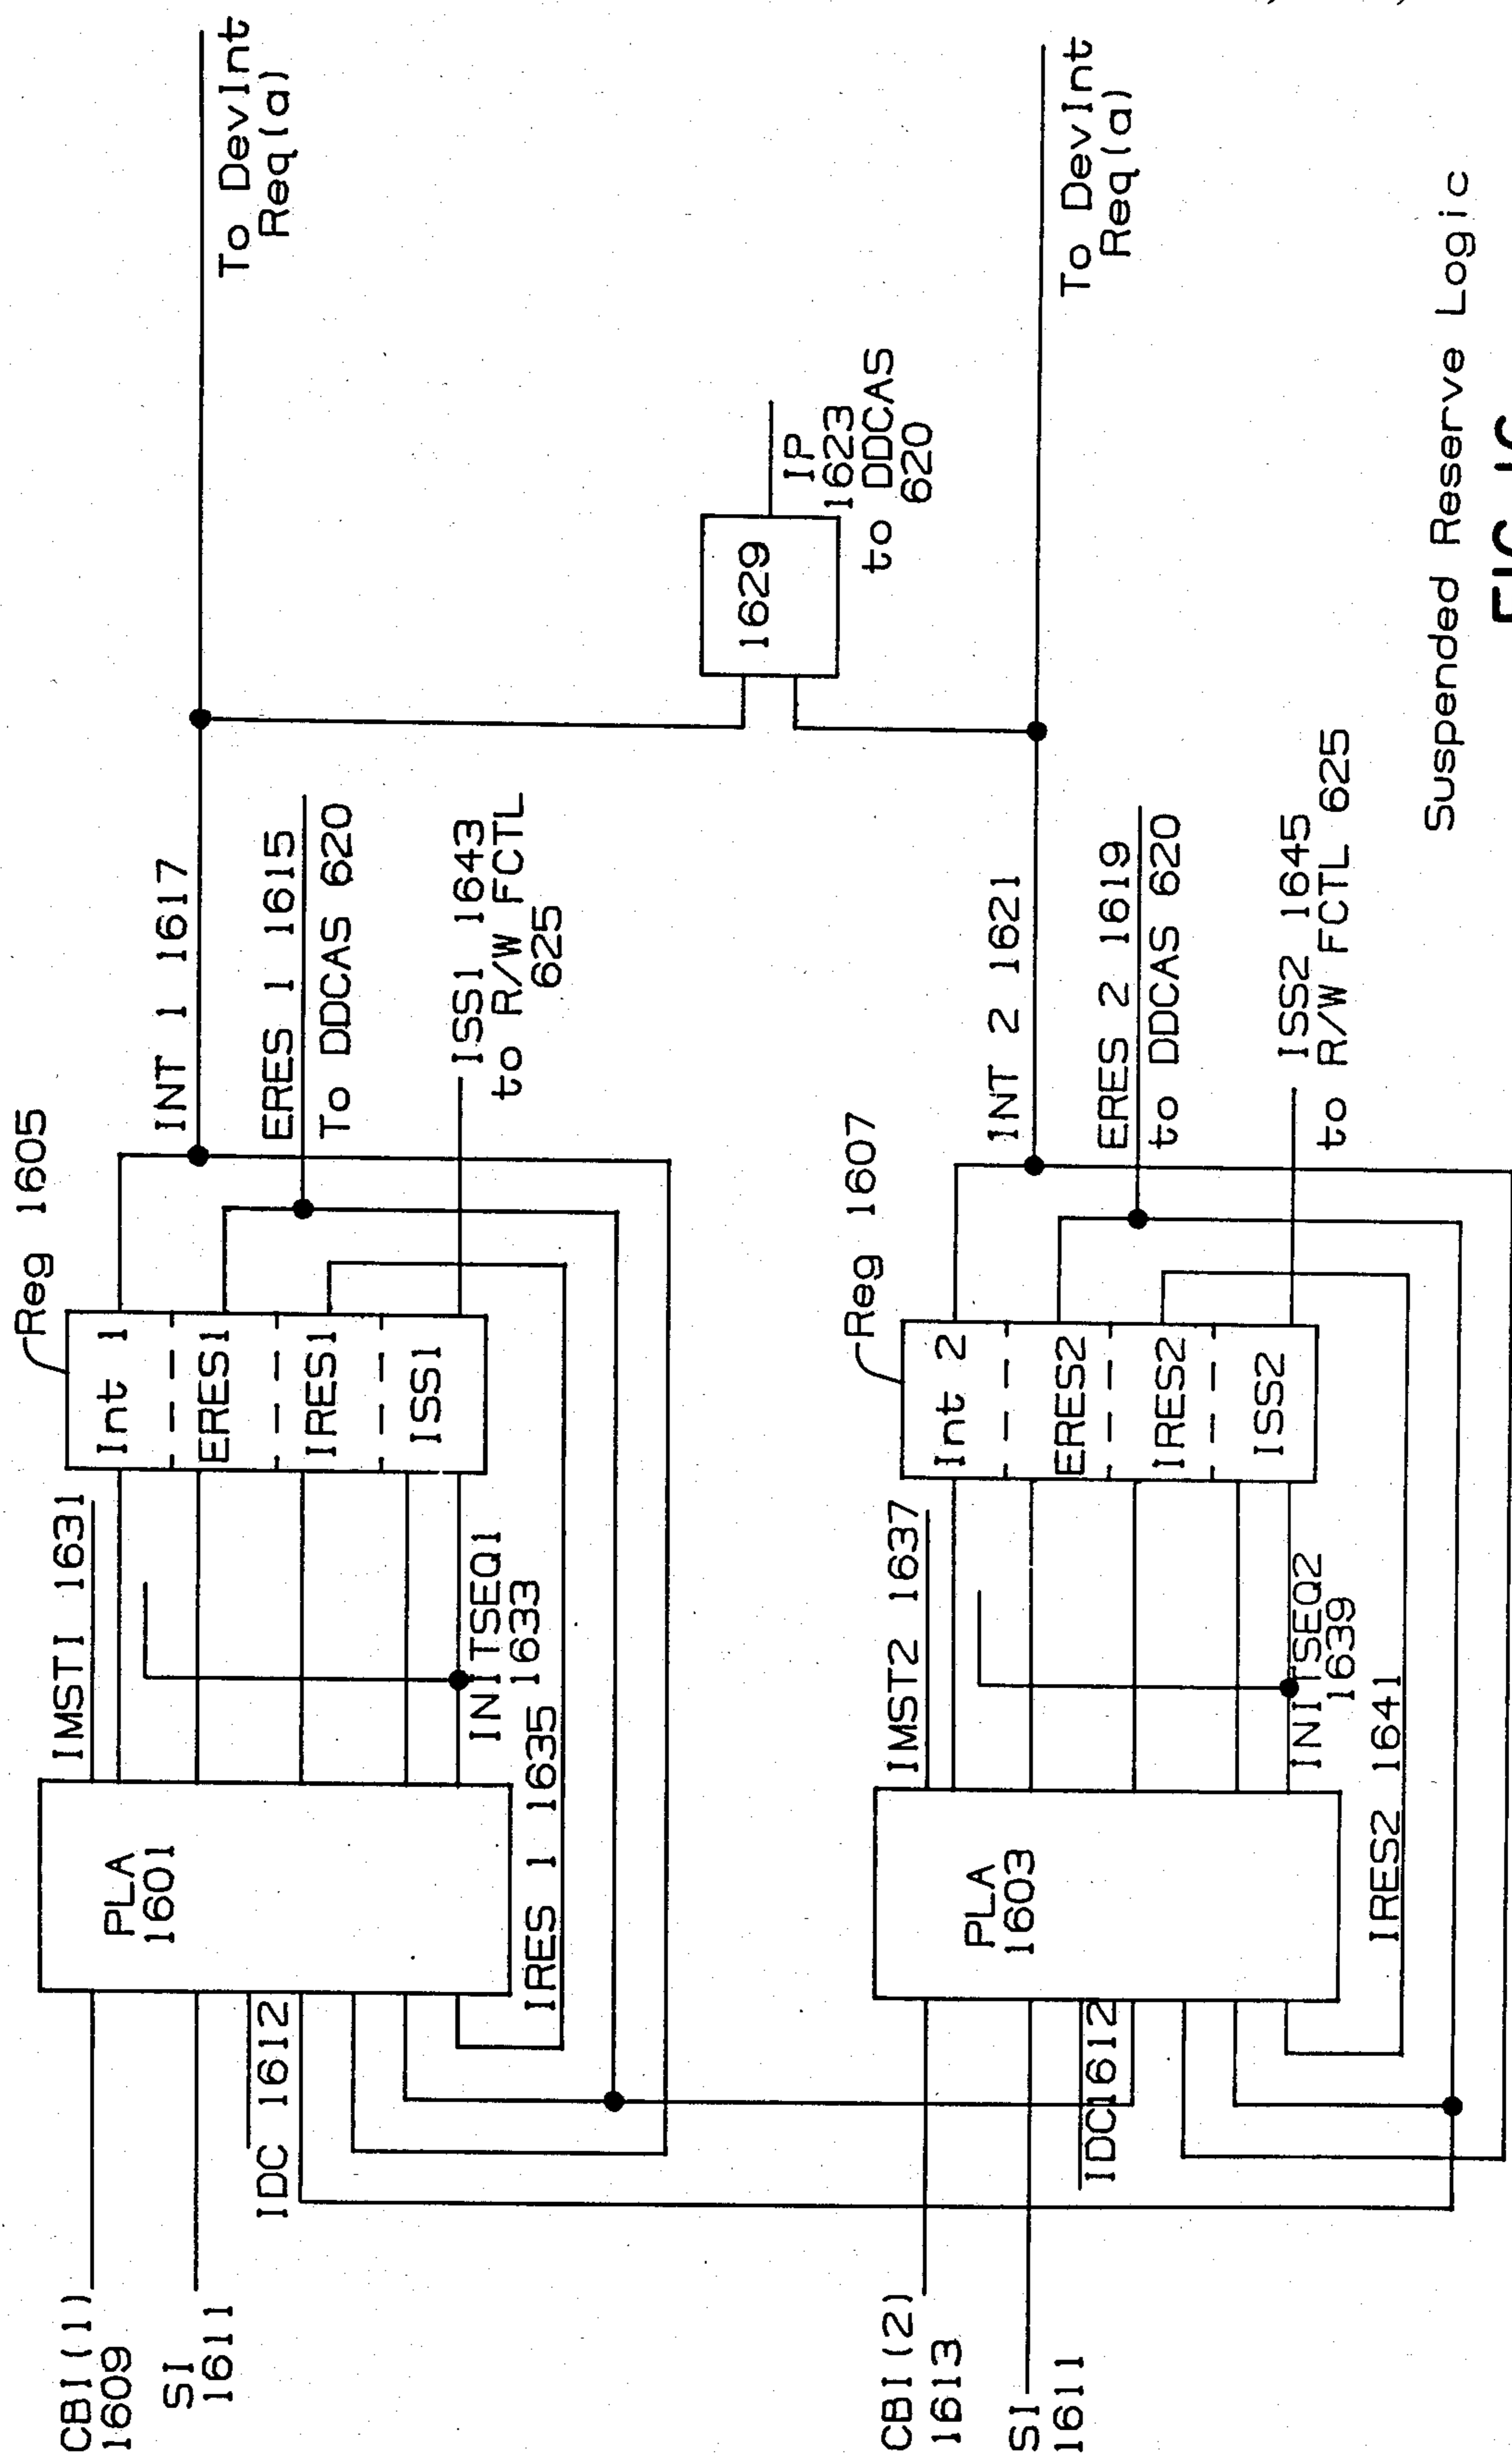 CBI(1)
1609
SI
1611
IDC 1612
PLA
1601
IMST1 1631
INITSEQ1
1633
IRES 1 1635
Reg 1605
Int 1
ERES1
IRES1
ISS1
INT 1 1617
ERES 1 1615
To DDCAS 620
ISS1 1643
to R/W FCTL
625
To DevInt
Req(a)
1629
IP
1623
to DDCAS
620
CBI(2)
1613
SI
1611
IDC1612
PLA
1603
IMST2 1637
INITSEQ2
1639
IRES2 1641
Reg 1607
Int 2
ERES2
IRES2
ISS2
INT 2 1621
ERES 2 1619
to DDCAS 620
ISS2 1645
to R/W FCTL 625
To DevInt
Req(a)
Suspended Reserve Logic